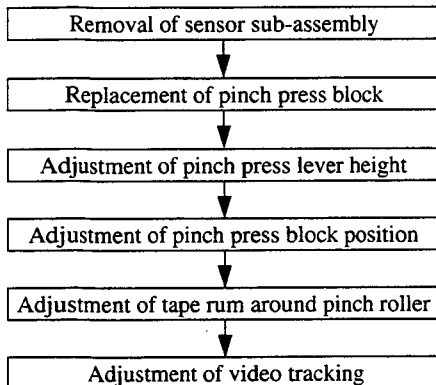 Removal of sensor sub-assembly
Replacement of pinch press block
Adjustment of pinch press lever height
Adjustment of pinch press block position
Adjustment of tape rum around pinch roller
Adjustment of video tracking